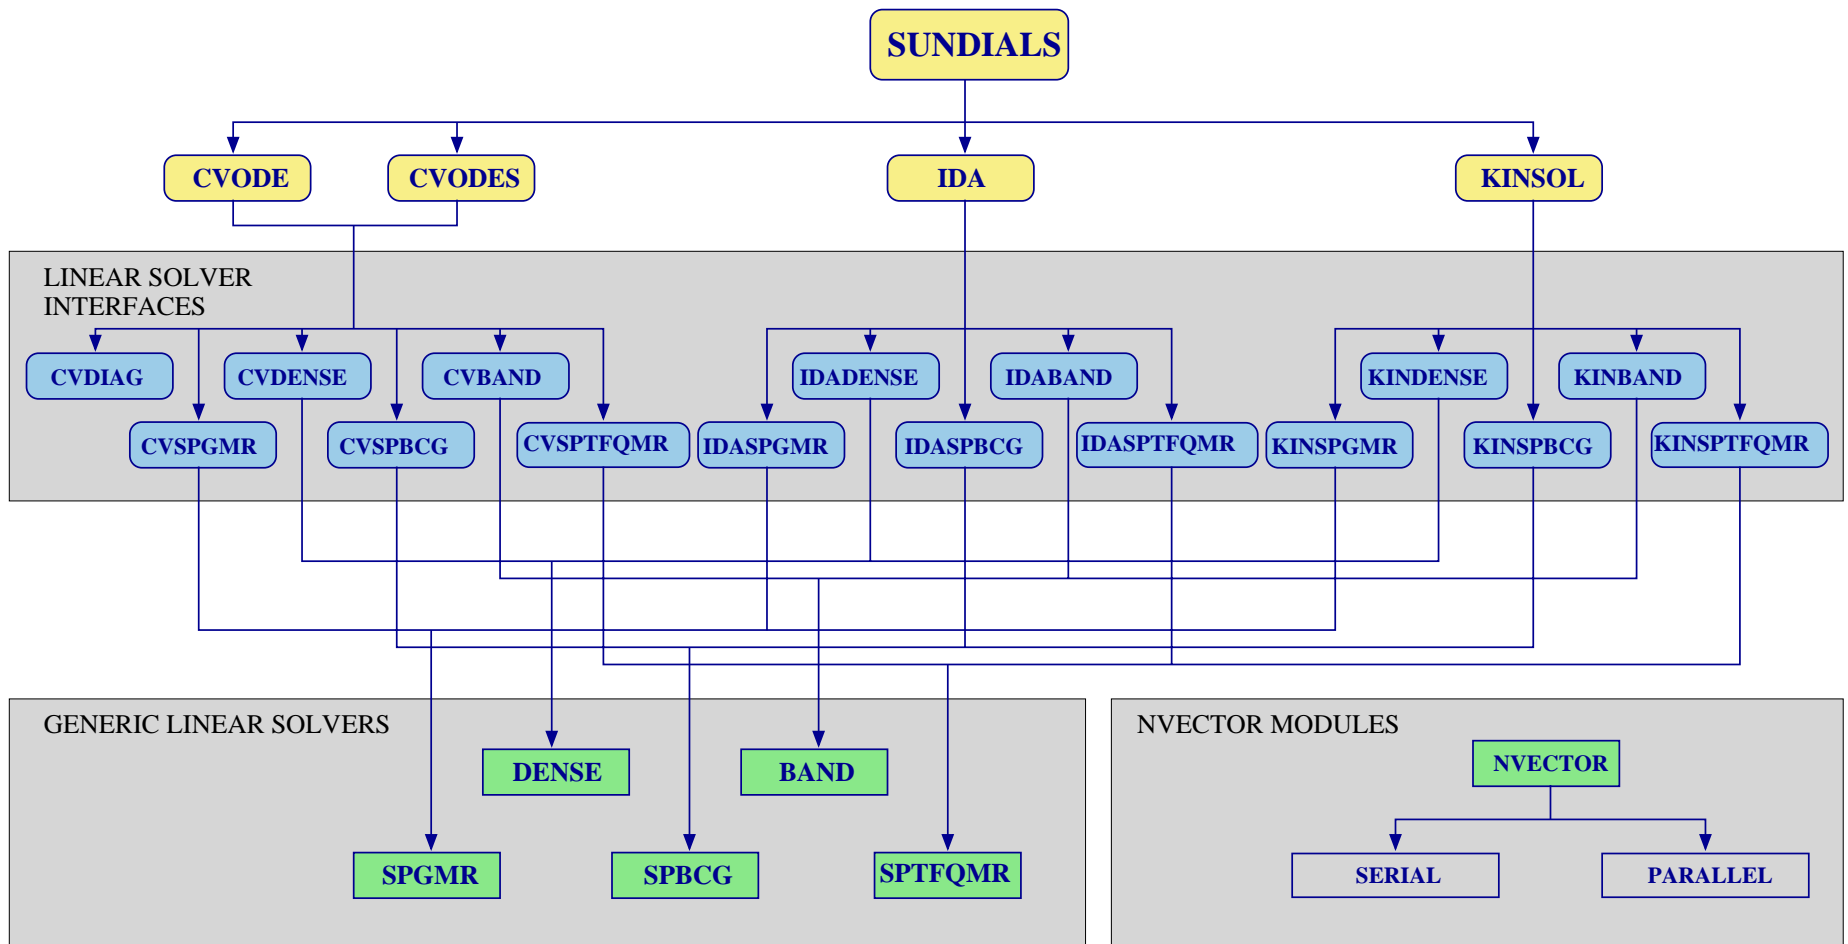 SUNDIALS
CVODE
CVODES
IDA
KINSOL
LINEAR SOLVER
INTERFACES
CVDIAG
CVDENSE
CVBAND
IDADENSE
IDABAND
KINDENSE
KINBAND
CVSPGMR
CVSPBCG
CVSPTFQMR
IDASPGMR
IDASPBCG
IDASPTFQMR
KINSPGMR
KINSPBCG
KINSPTFQMR
GENERIC LINEAR SOLVERS
DENSE
BAND
SPGMR
SPBCG
SPTFQMR
NVECTOR MODULES
NVECTOR
SERIAL
PARALLEL